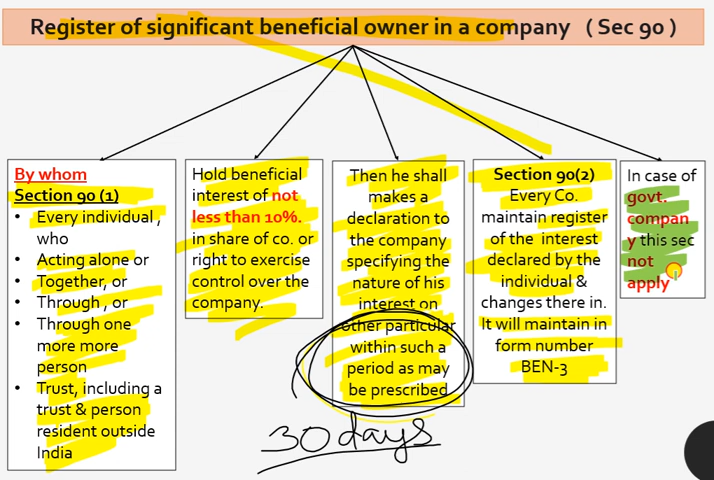 Register of significant beneficial owner in a company ( Sec 90 )
By whom
Section 90 (1)
• Every individual ,
who
• Acting alone or
• Together, or
• Through , or
• Through one
more more
person
• Trust, including a
trust & person
resident outside
India
Hold beneficial
interest of not
less than 10%.
in share of co. or
right to exercise
control over the
company.
Then he shall
makes a
declaration to
the company
specifying the
nature of his
interest on
other particular
within such a
period as may
be prescribed
30 days
Section 90(2)
Every Co.
maintain register
of the interest
declared by the
individual &
changes there in.
It will maintain in
form number
BEN-3
In case of
govt.
compan
y this sec
not
apply